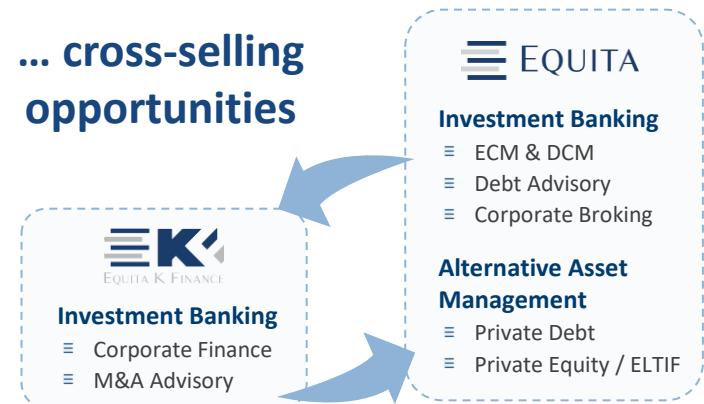 ... cross-selling
opportunities
EQUITA
Investment Banking
ECM & DCM
Debt Advisory
Corporate Broking
Alternative Asset
Management
Private Debt
Private Equity / ELTIF
EK
EQUITA K FINANCE
Investment Banking
Corporate Finance
M&A Advisory